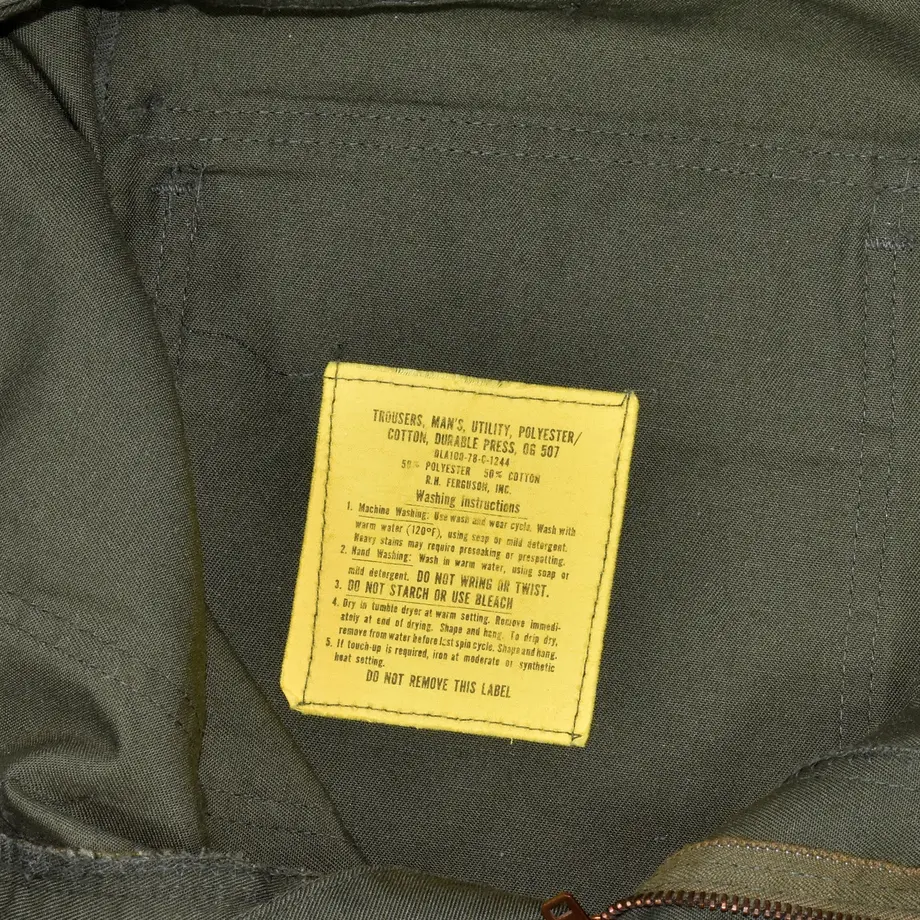 TROUSERS, MAN'S, UTILITY, POLYESTER/
COTTON, DURABLE PRESS, OG 507
DLA100-78-C-1244
50% POLYESTER 50% COTTON
R.H. FERGUSON, INC.
Washing Instructions
1. Machine Washing: Use wash and wear cycle. Wash with
warm water (120°F), using soap or mild detergent.
Heavy stains may require presoaking or prespotting.
2. Hand Washing: Wash in warm water, using soap or
mild detergent. DO NOT WRING OR TWIST.
3. DO NOT STARCH OR USE BLEACH
4. Dry in tumble dryer at warm setting. Remove immedi-
ately at end of drying. Shape and hang. To drip dry,
remove from water before last spin cycle. Shape and hang.
5. If touch-up is required, iron at moderate or synthetic
heat setting.
DO NOT REMOVE THIS LABEL